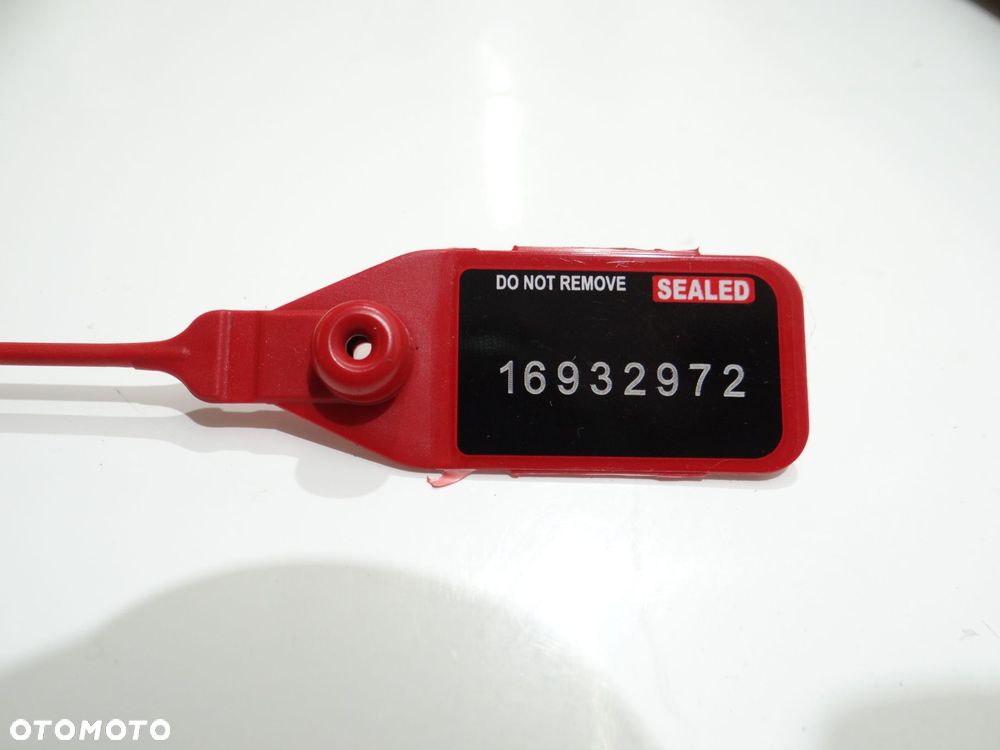 DO NOT REMOVE SEALED
16932972
OTOMOTO